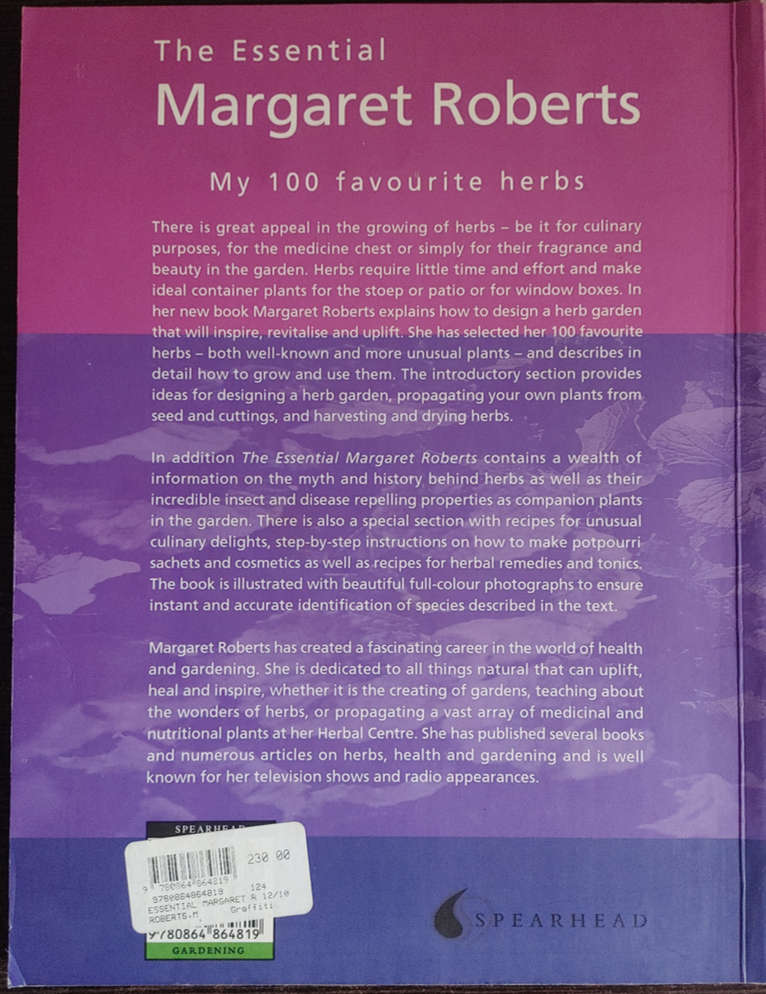 The Essential
Margaret Roberts
My 100 favourite herbs
There is great appeal in the growing of herbs – be it for culinary
purposes, for the medicine chest or simply for their fragrance and
beauty in the garden. Herbs require little time and effort and make
ideal container plants for the stoep or patio or for window boxes. In
her new book Margaret Roberts explains how to design a herb garden
that will inspire, revitalise and uplift. She has selected her 100 favourite
herbs – both well-known and more unusual plants – and describes in
detail how to grow and use them. The introductory section provides
ideas for designing a herb garden, propagating your own plants from
seed and cuttings, and harvesting and drying herbs.
In addition The Essential Margaret Roberts contains a wealth of
information on the myth and history behind herbs as well as their
incredible insect and disease repelling properties as companion plants
in the garden. There is also a special section with recipes for unusual
culinary delights, step-by-step instructions on how to make potpourri
sachets and cosmetics as well as recipes for herbal remedies and tonics.
The book is illustrated with beautiful full-colour photographs to ensure
instant and accurate identification of species described in the text.
Margaret Roberts has created a fascinating career in the world of health
and gardening. She is dedicated to all things natural that can uplift,
heal and inspire, whether it is the creating of gardens, teaching about
the wonders of herbs, or propagating a vast array of medicinal and
nutritional plants at her Herbal Centre. She has published several books
and numerous articles on herbs, health and gardening and is well
known for her television shows and radio appearances.
SPEARHEAD
230 00
9 780864 864819
9780864864819 124
ESSENTIAL MARGARET R 12/10
ROBERTS.M, Graffiti
9 780864 864819
GARDENING
SPEARHEAD